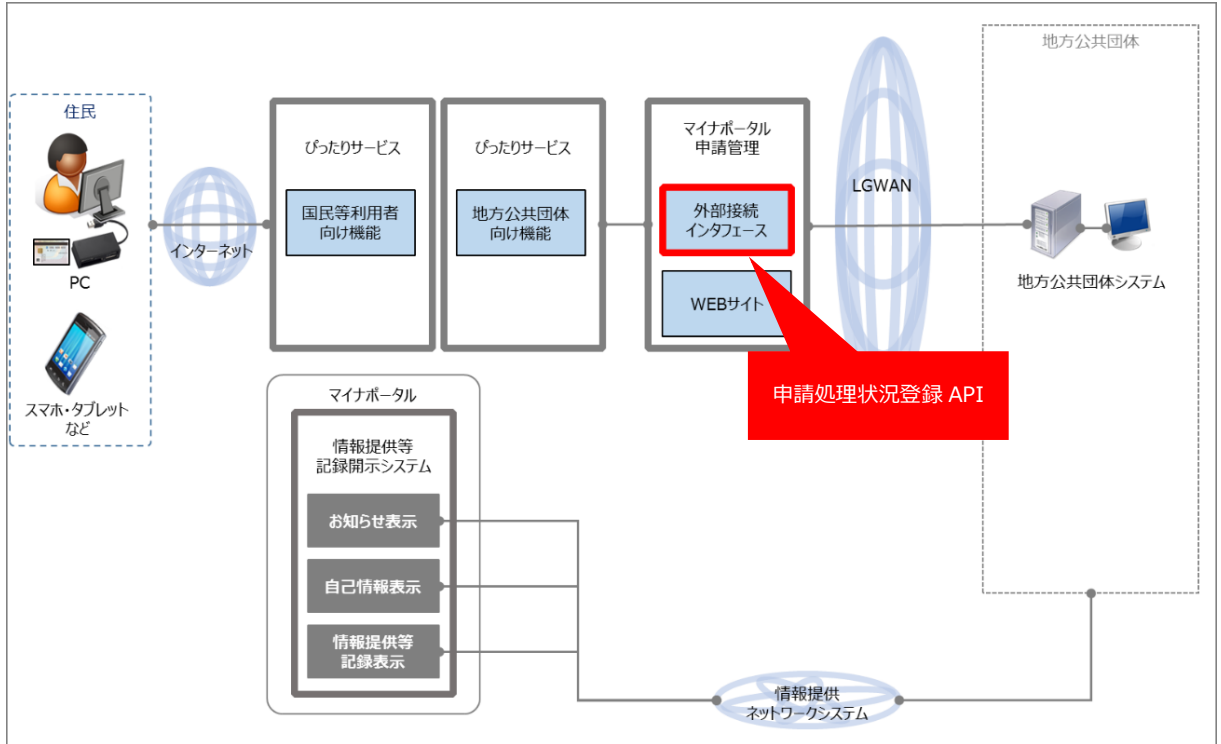 地方公共団体
住民
PC
スマホ・タブレット
など
インターネット
ぴったりサービス
国民等利用者
向け機能
ぴったりサービス
地方公共団体
向け機能
マイナポータル
申請管理
外部接続
インタフェース
WEBサイト
LGWAN
地方公共団体システム
申請処理状況登録 API
マイナポータル
情報提供等
記録開示システム
お知らせ表示
自己情報表示
情報提供等
記録表示
情報提供
ネットワークシステム